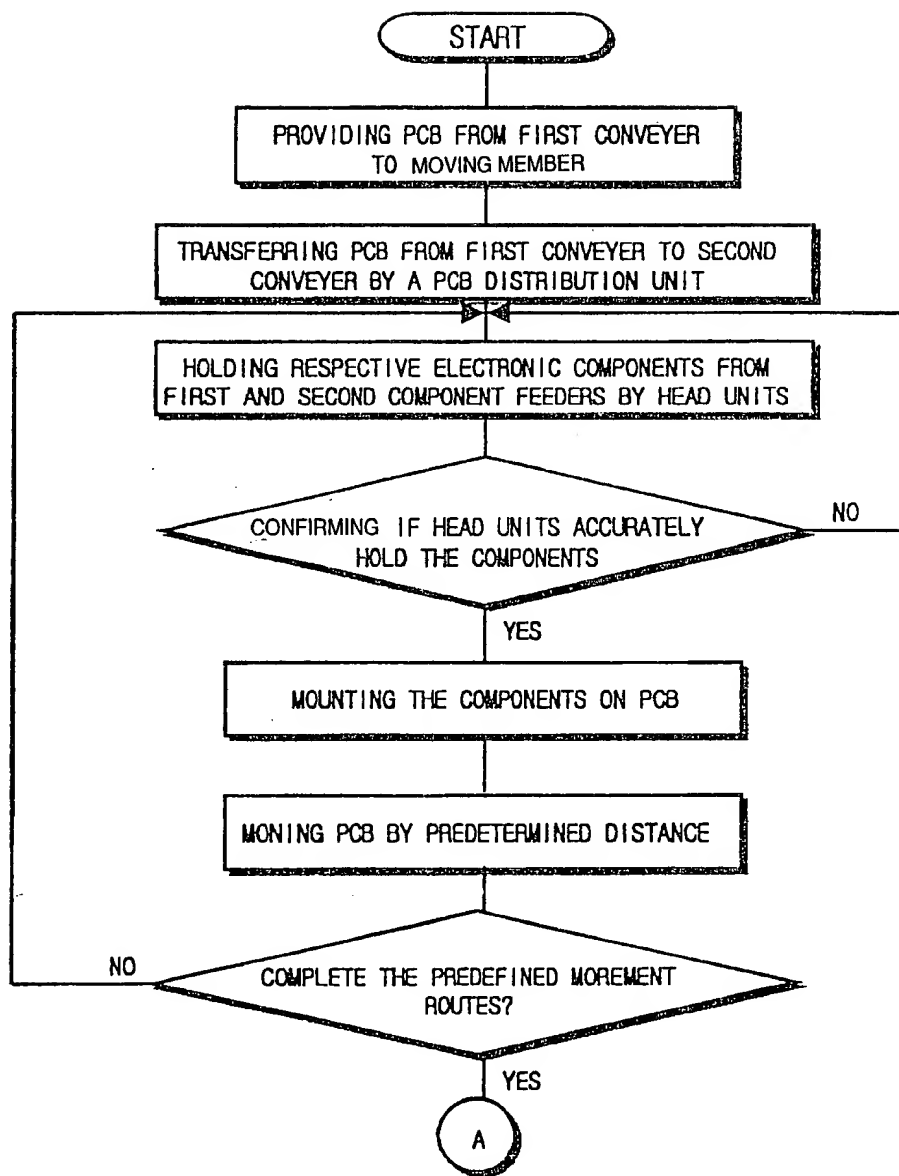 START
PROVIDING PCB FROM FIRST CONVEYER
TO MOVING MEMBER
TRANSFERRING PCB FROM FIRST CONVEYER TO SECOND
CONVEYER BY A PCB DISTRIBUTION UNIT
HOLDING RESPECTIVE ELECTRONIC COMPONENTS FROM
FIRST AND SECOND COMPONENT FEEDERS BY HEAD UNITS
CONFIRMING IF HEAD UNITS ACCURATELY
HOLD THE COMPONENTS
NO
YES
MOUNTING THE COMPONENTS ON PCB
MONING PCB BY PREDETERMINED DISTANCE
NO
COMPLETE THE PREDEFINED MOREMENT
ROUTES?
YES
A